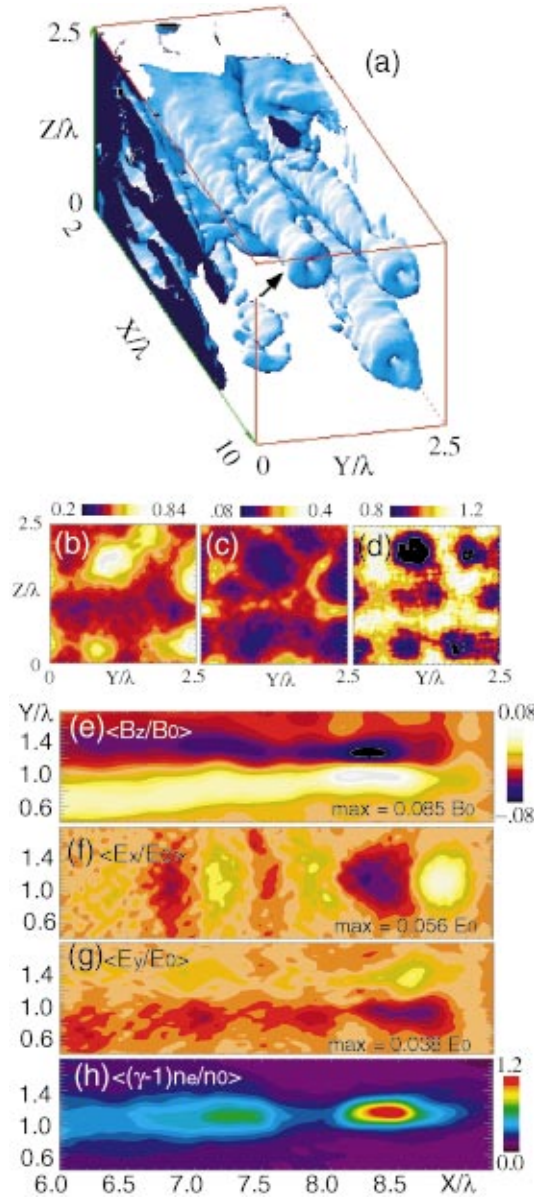 2.5
(a)
Z/λ
0
2
X/λ
10
0
Y/λ
2.5
0.2 0.84 .08 0.4 0.8 1.2
2.5
(b) (c) (d)
Z/λ
0
0 Y/λ 2.5 Y/λ 2.5 Y/λ 2.5
Y/λ
(e)<Bz/B0>
0.08
1.4
1.0
0.6
max = 0.085 B0
-.08
(f)<Ex/E0>
1.4
1.0
0.6
max = 0.056 E0
(g)<Ey/E0>
1.4
1.0
0.6
max = 0.038 E0
(h)<(γ-1)ne/n0>
1.2
1.4
1.0
0.6
0.0
6.0 6.5 7.0 7.5 8.0 8.5 X/λ